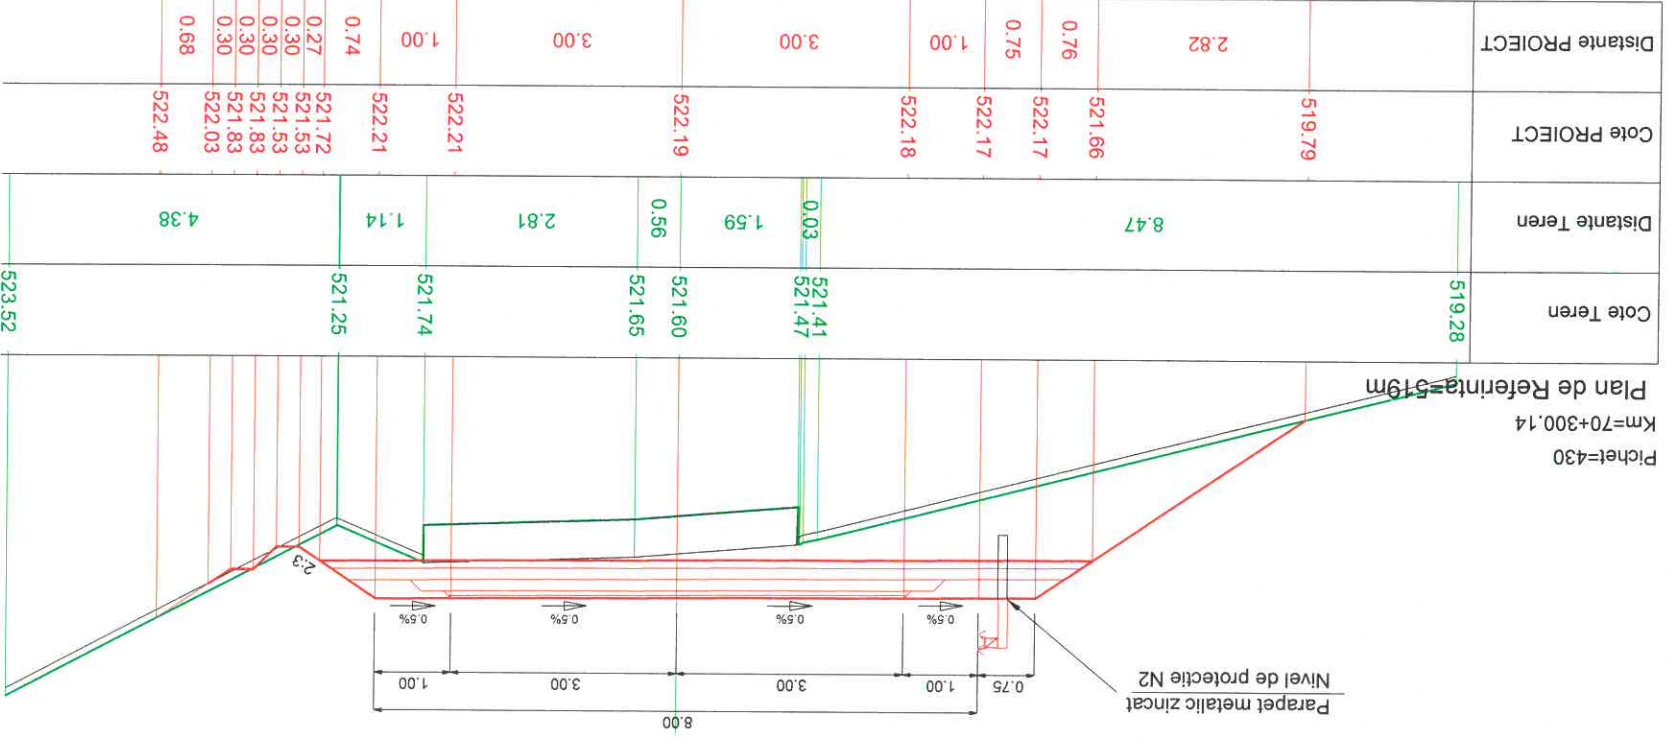 Parapet metalic zincat
Nivel de protectie N2
8.00
0.75 1.00 3.00 3.00 1.00
0.5% 0.5% 0.5% 0.5%
2:3
Pichet=430
Km=70+300.14
Plan de Referinta=519m
Cote Teren 519.28 521.41 521.47 521.60 521.65 521.74 521.25 523.52
Distante Teren 8.47 0.03 1.59 0.56 2.81 1.14 4.38
Cote PROIECT 519.79 521.66 522.17 522.17 522.18 522.19 522.21 522.21 521.72 521.53 521.53 521.83 521.83 522.03 522.48
Distante PROIECT 2.82 0.76 0.75 1.00 3.00 3.00 1.00 0.74 0.27 0.30 0.30 0.30 0.30 0.68